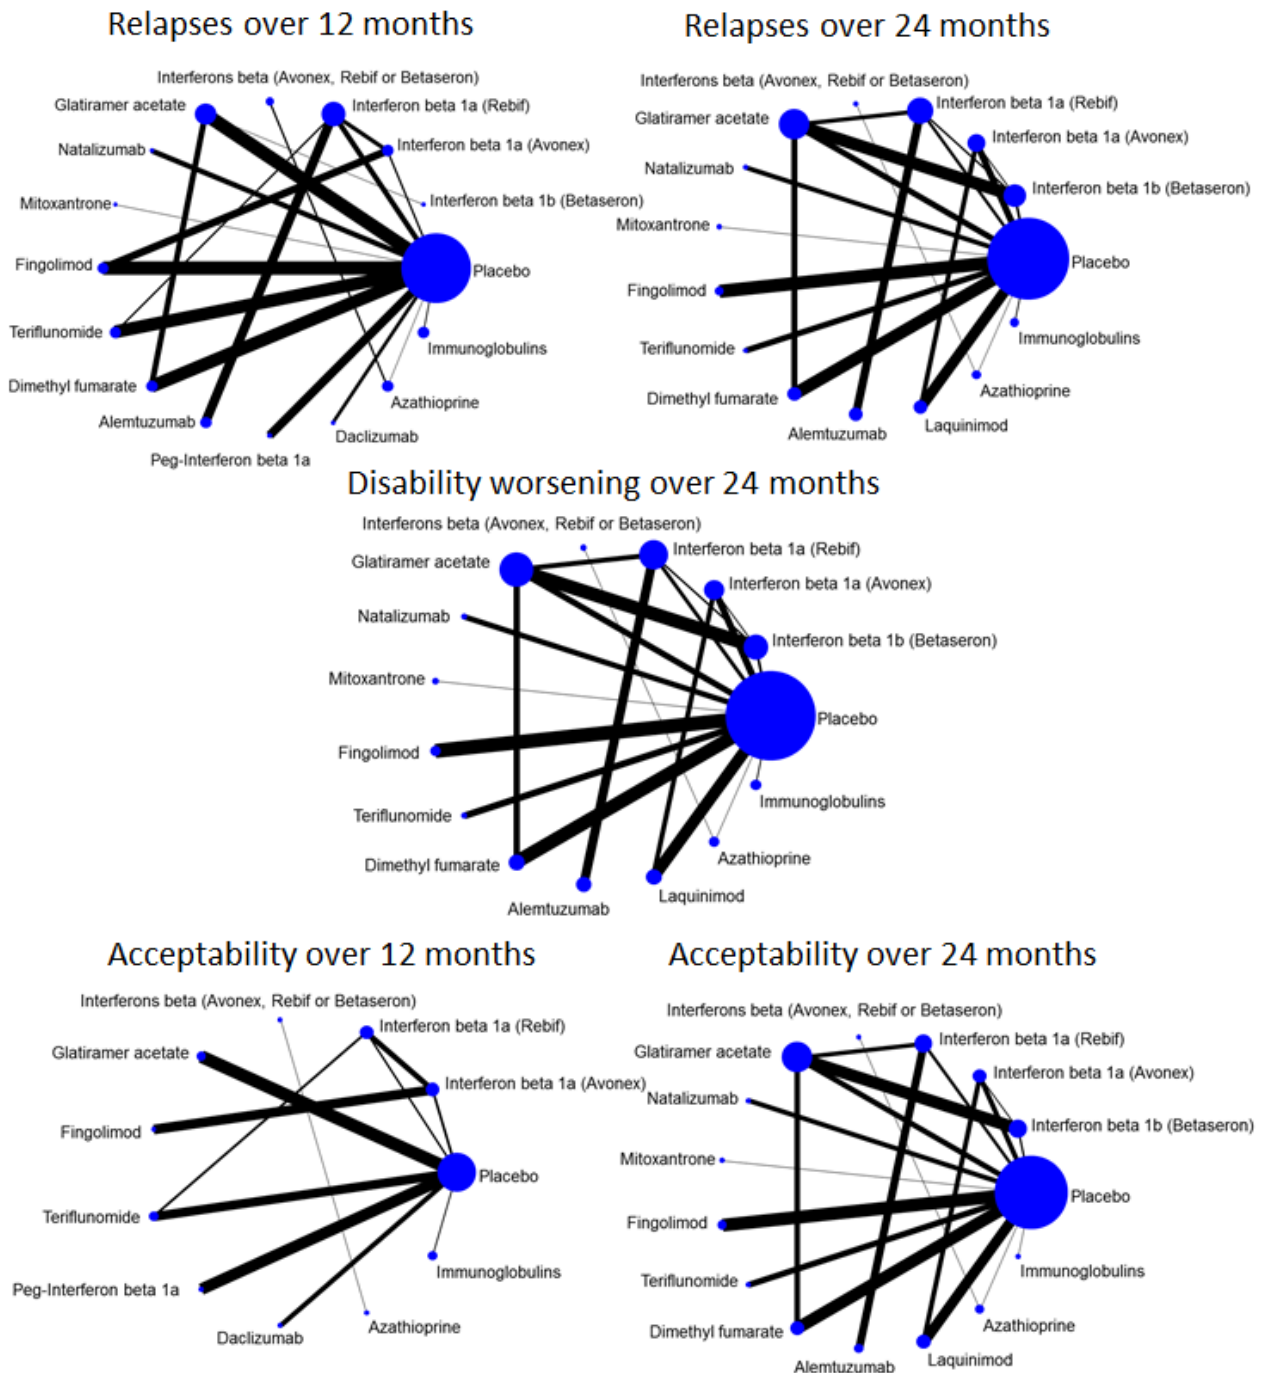 Relapses over 12 months
Interferons beta (Avonex, Rebif or Betaseron)
Glatiramer acetate
Interferon beta 1a (Rebif)
Natalizumab
Interferon beta 1a (Avonex)
Mitoxantrone
Interferon beta 1b (Betaseron)
Fingolimod
Placebo
Teriflunomide
Immunoglobulins
Dimethyl fumarate
Azathioprine
Alemtuzumab
Daclizumab
Peg-Interferon beta 1a
Relapses over 24 months
Interferons beta (Avonex, Rebif or Betaseron)
Interferon beta 1a (Rebif)
Glatiramer acetate
Interferon beta 1a (Avonex)
Natalizumab
Interferon beta 1b (Betaseron)
Mitoxantrone
Placebo
Fingolimod
Immunoglobulins
Teriflunomide
Azathioprine
Dimethyl fumarate
Laquinimod
Alemtuzumab
Disability worsening over 24 months
Interferons beta (Avonex, Rebif or Betaseron)
Interferon beta 1a (Rebif)
Glatiramer acetate
Interferon beta 1a (Avonex)
Natalizumab
Interferon beta 1b (Betaseron)
Mitoxantrone
Placebo
Fingolimod
Immunoglobulins
Teriflunomide
Azathioprine
Dimethyl fumarate
Laquinimod
Alemtuzumab
Acceptability over 12 months
Interferons beta (Avonex, Rebif or Betaseron)
Interferon beta 1a (Rebif)
Glatiramer acetate
Interferon beta 1a (Avonex)
Fingolimod
Placebo
Teriflunomide
Immunoglobulins
Peg-Interferon beta 1a
Azathioprine
Daclizumab
Acceptability over 24 months
Interferons beta (Avonex, Rebif or Betaseron)
Interferon beta 1a (Rebif)
Glatiramer acetate
Interferon beta 1a (Avonex)
Natalizumab
Interferon beta 1b (Betaseron)
Mitoxantrone
Placebo
Fingolimod
Immunoglobulins
Teriflunomide
Azathioprine
Dimethyl fumarate
Laquinimod
Alemtuzumab